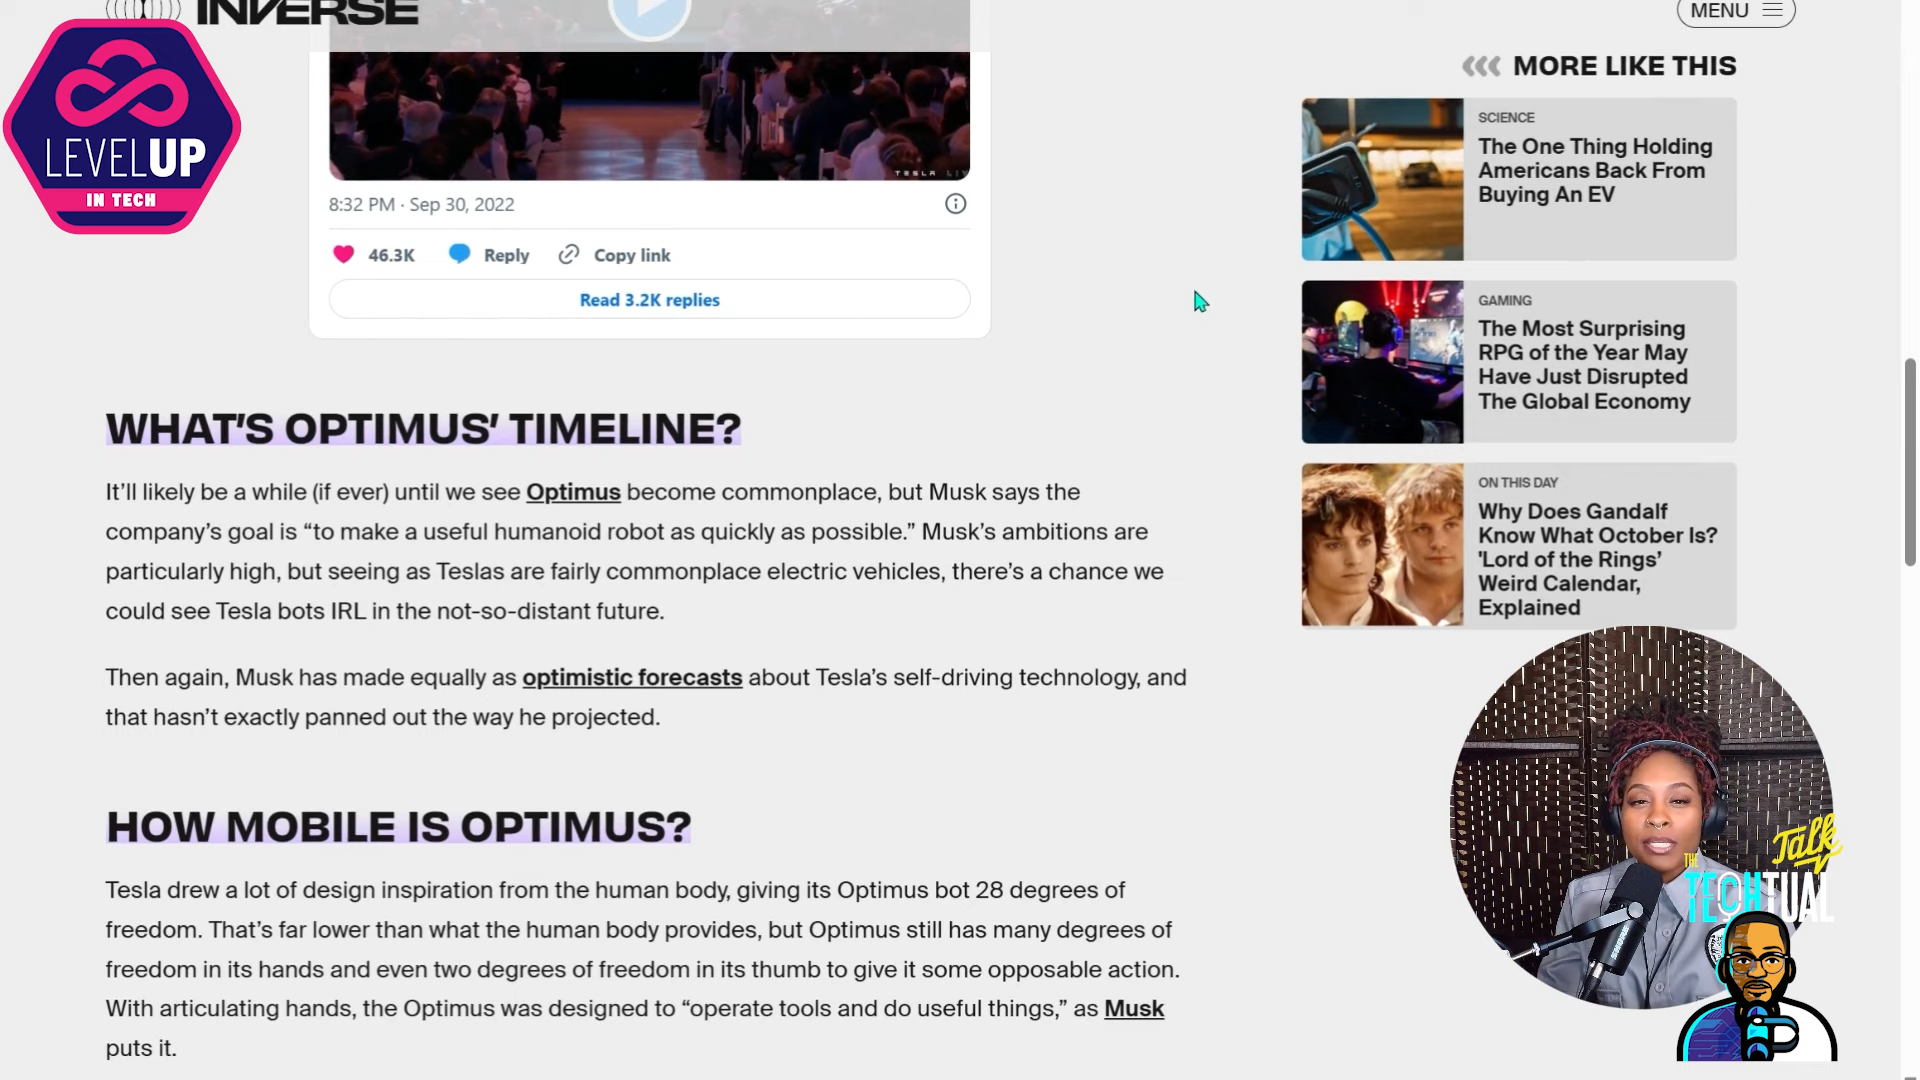 INVERSE
MENU
LEVELUP
IN TECH
8:32 PM · Sep 30, 2022
46.3K Reply Copy link
Read 3.2K replies
WHAT'S OPTIMUS' TIMELINE?
It'll likely be a while (if ever) until we see Optimus become commonplace, but Musk says the
company's goal is “to make a useful humanoid robot as quickly as possible.” Musk's ambitions are
particularly high, but seeing as Teslas are fairly commonplace electric vehicles, there's a chance we
could see Tesla bots IRL in the not-so-distant future.
Then again, Musk has made equally as optimistic forecasts about Tesla's self-driving technology, and
that hasn't exactly panned out the way he projected.
HOW MOBILE IS OPTIMUS?
Tesla drew a lot of design inspiration from the human body, giving its Optimus bot 28 degrees of
freedom. That's far lower than what the human body provides, but Optimus still has many degrees of
freedom in its hands and even two degrees of freedom in its thumb to give it some opposable action.
With articulating hands, the Optimus was designed to “operate tools and do useful things,” as Musk
puts it.
MORE LIKE THIS
SCIENCE
The One Thing Holding
Americans Back From
Buying An EV
GAMING
The Most Surprising
RPG of the Year May
Have Just Disrupted
The Global Economy
ON THIS DAY
Why Does Gandalf
Know What October Is?
'Lord of the Rings'
Weird Calendar,
Explained
THE Talk
TECHTUAL
TESLA
SHURE